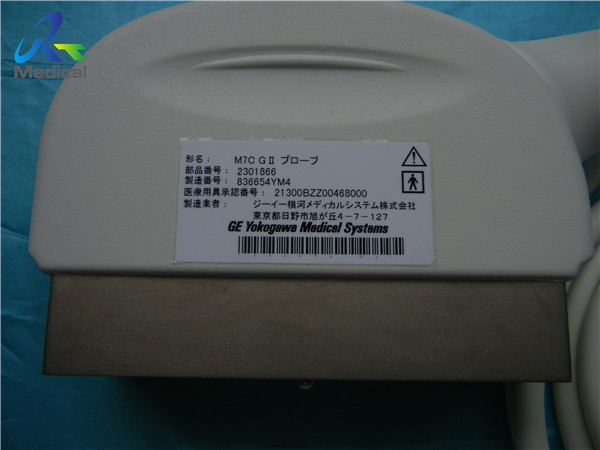 Medical
形名： M7C GⅡ プローブ
部品番号： 2301866
製造番号： 836654YM4
医療用具承認番号： 21300BZZ00468000
製造業者： ジーイー横河メディカルシステム株式会社
東京都日野市旭が丘4-7-127
GE Yokogawa Medical Systems